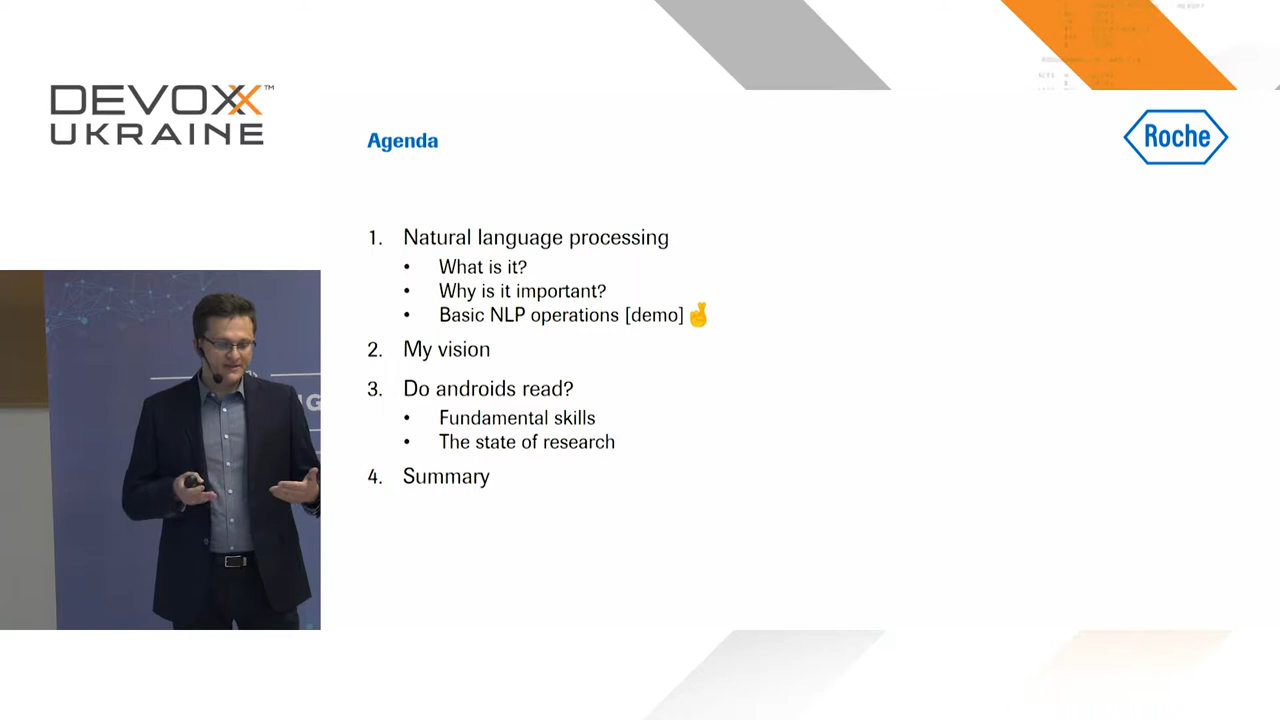 DEVOXX™
UKRAINE
Agenda
Roche
1. Natural language processing
• What is it?
• Why is it important?
• Basic NLP operations [demo] 🤞
2. My vision
3. Do androids read?
• Fundamental skills
• The state of research
4. Summary